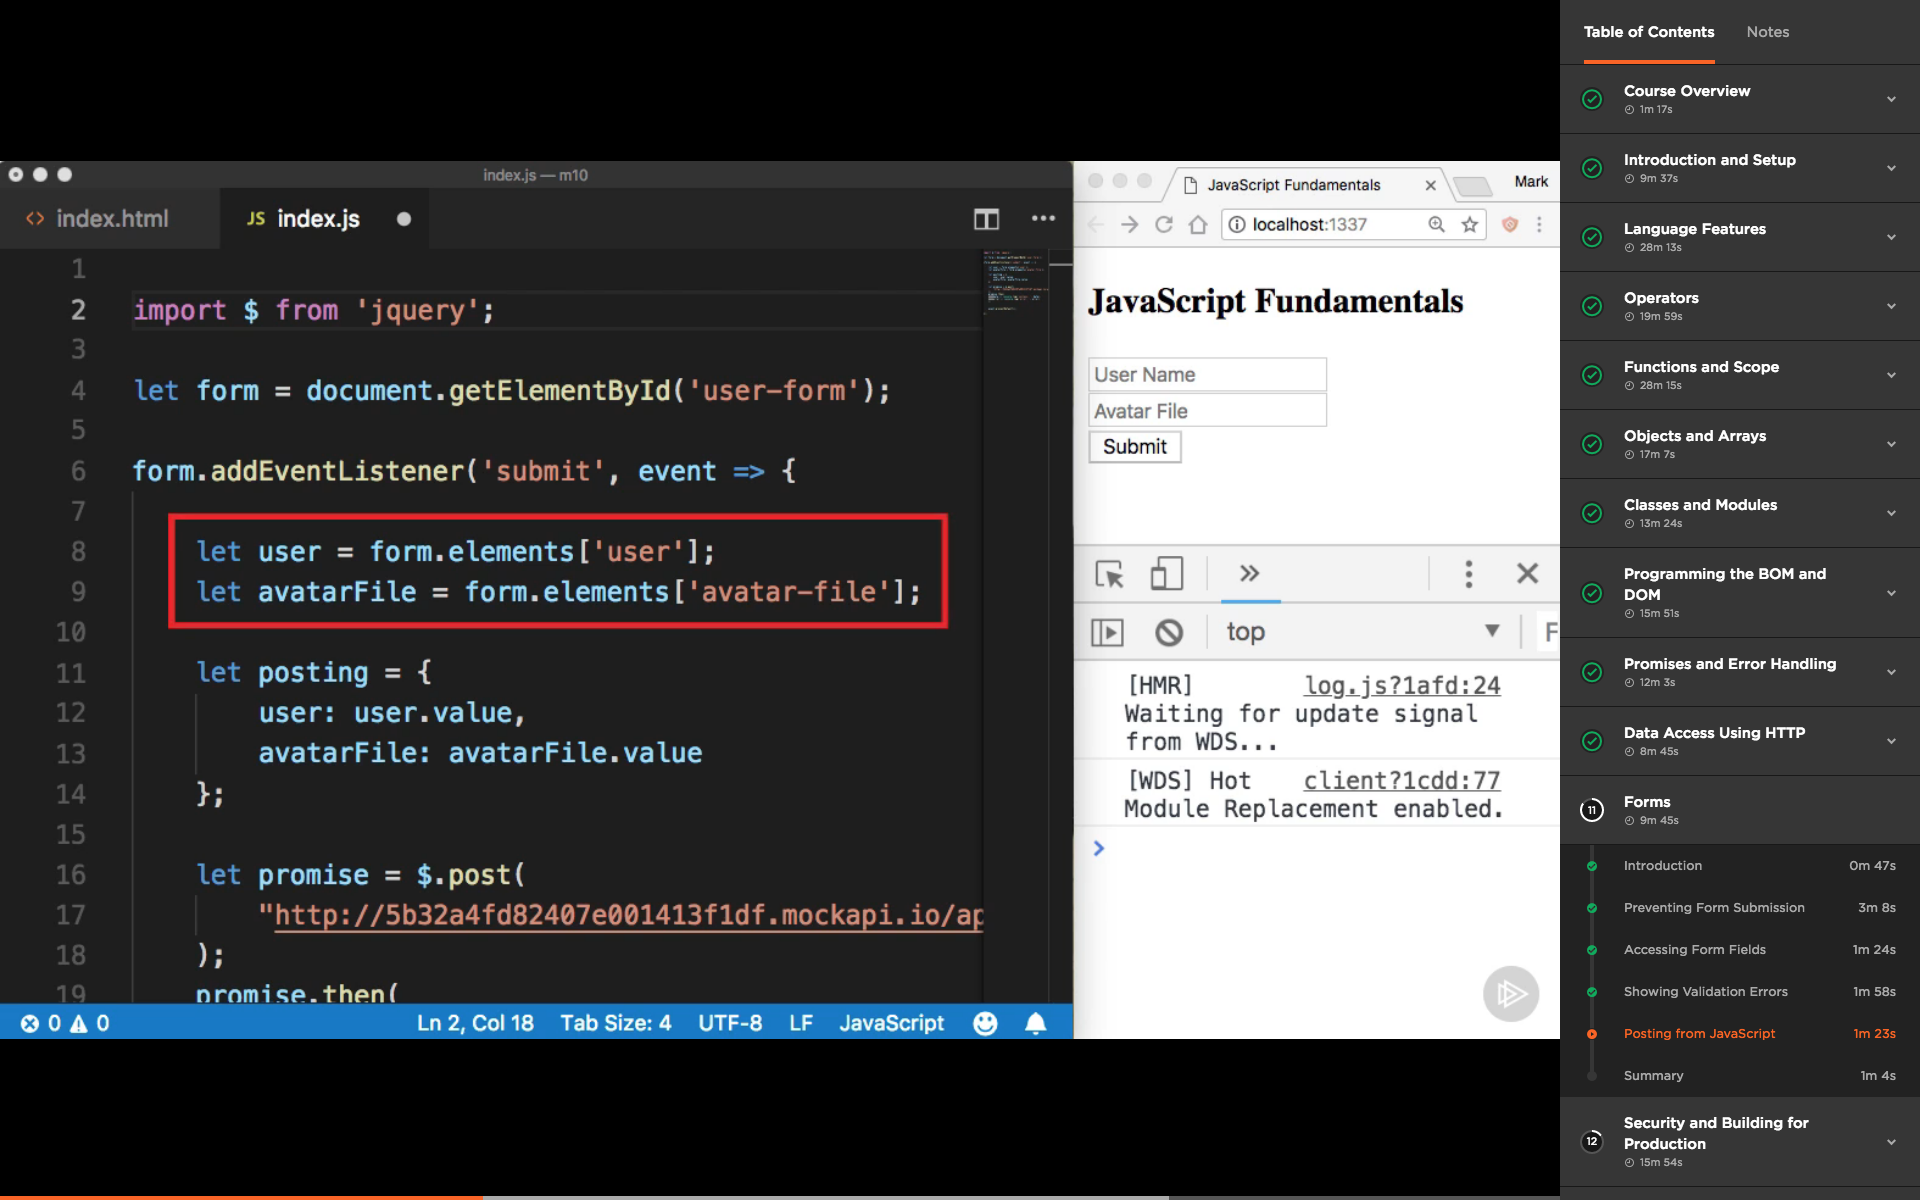 index.js — m10
index.html
JS index.js
1
2 import $ from 'jquery';
3
4 let form = document.getElementById('user-form');
5
6 form.addEventListener('submit', event => {
7
8 let user = form.elements['user'];
9 let avatarFile = form.elements['avatar-file'];
10
11 let posting = {
12 user: user.value,
13 avatarFile: avatarFile.value
14 };
15
16 let promise = $.post(
17 "http://5b32a4fd82407e001413f1df.mockapi.io/ap
18 );
19 promise.then(
0 0 Ln 2, Col 18 Tab Size: 4 UTF-8 LF JavaScript
JavaScript Fundamentals
Mark
localhost:1337
JavaScript Fundamentals
User Name
Avatar File
Submit
top
F
[HMR] log.js?1afd:24
Waiting for update signal
from WDS...
[WDS] Hot client?1cdd:77
Module Replacement enabled.
Table of Contents Notes
Course Overview
1m 17s
Introduction and Setup
9m 37s
Language Features
28m 13s
Operators
19m 59s
Functions and Scope
28m 15s
Objects and Arrays
17m 7s
Classes and Modules
13m 24s
Programming the BOM and
DOM
15m 51s
Promises and Error Handling
12m 3s
Data Access Using HTTP
8m 45s
11 Forms
9m 45s
Introduction 0m 47s
Preventing Form Submission 3m 8s
Accessing Form Fields 1m 24s
Showing Validation Errors 1m 58s
Posting from JavaScript 1m 23s
Summary 1m 4s
12 Security and Building for
Production
15m 54s